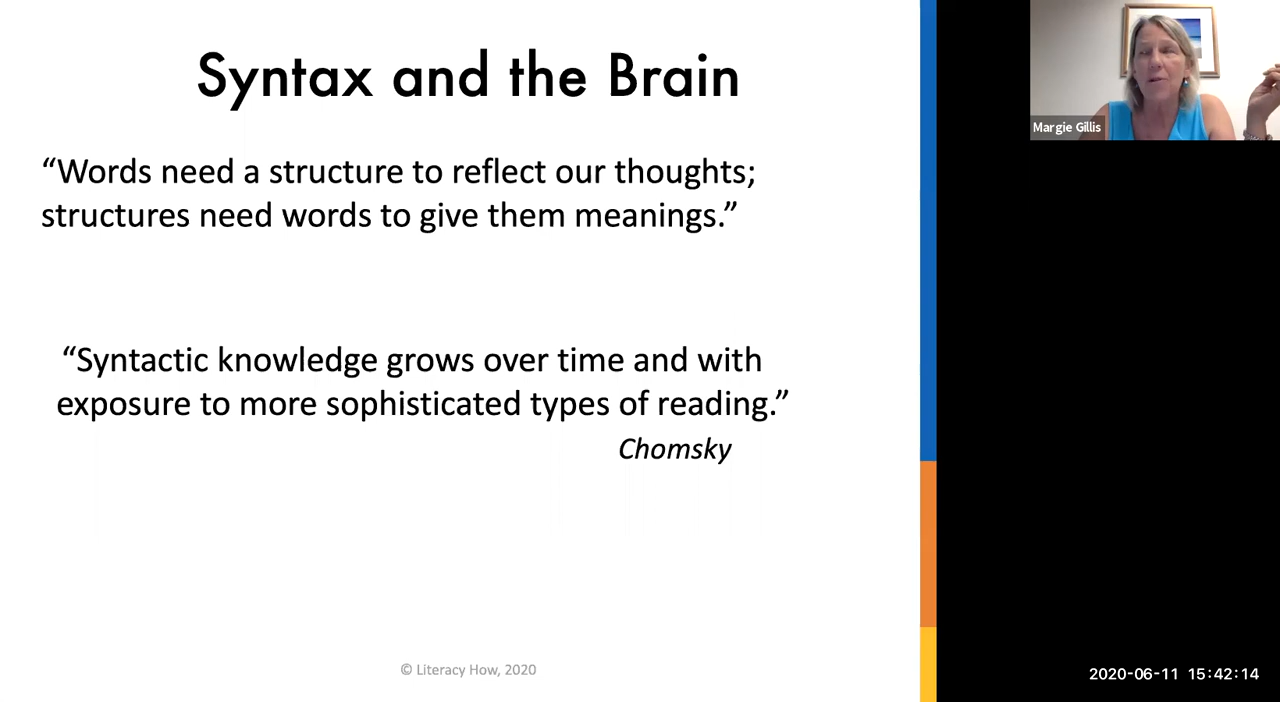 Syntax and the Brain
“Words need a structure to reflect our thoughts;
structures need words to give them meanings.”
“Syntactic knowledge grows over time and with
exposure to more sophisticated types of reading.”
Chomsky
© Literacy How, 2020
Margie Gillis
2020-06-11 15:42:14